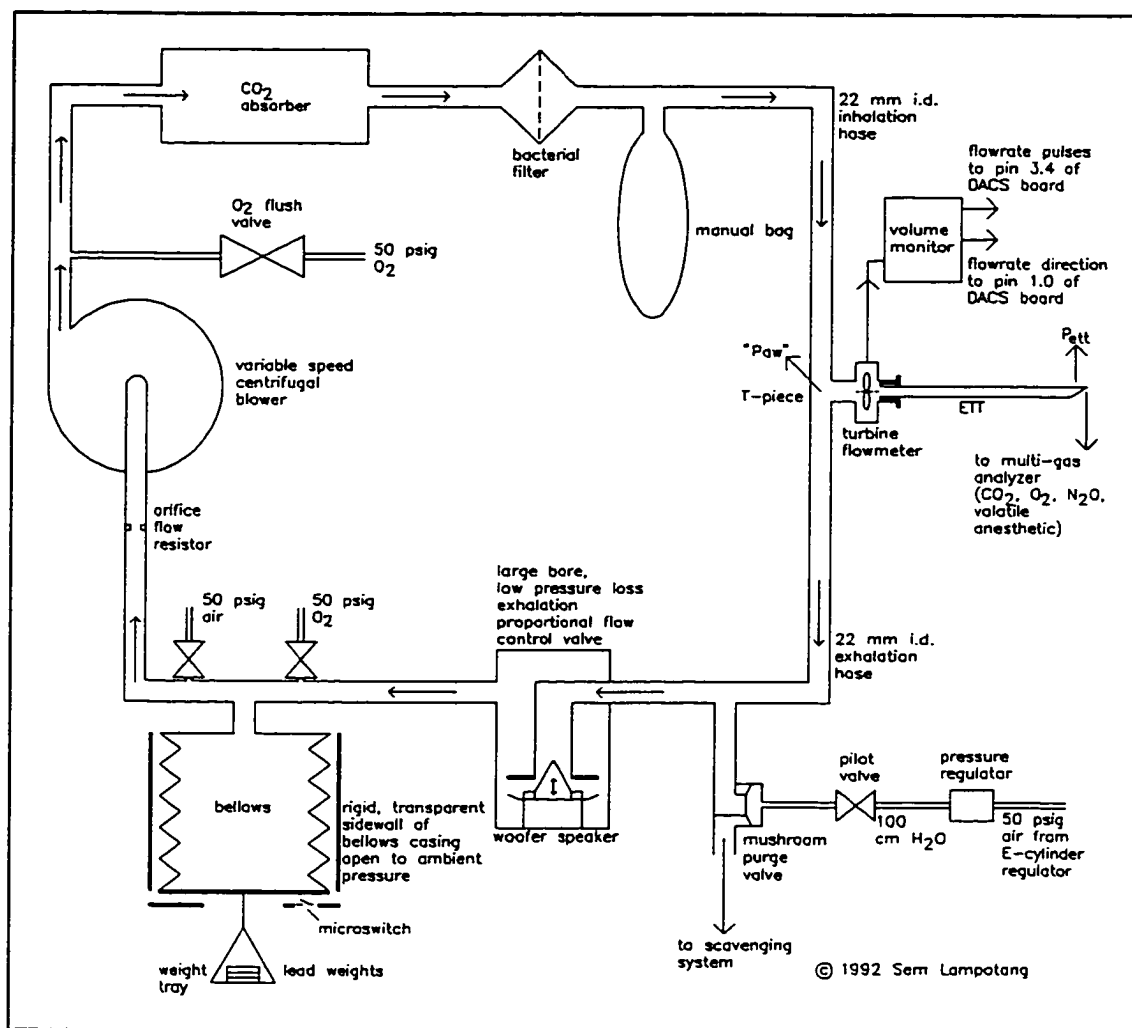 CO2
absorber
bacterial
filter
22 mm i.d.
inhalation
hose
flowrate pulses
to pin 3.4 of
DACS board
O2 flush
valve
50 psig
O2
manual bag
volume
monitor
flowrate direction
to pin 1.0 of
DACS board
variable speed
centrifugal
blower
"Paw"
T-piece
Pett
ETT
turbine
flowmeter
to multi-gas
analyzer
(CO2, O2, N2O,
volatile
anesthetic)
orifice
flow
resistor
50 psig
air
50 psig
O2
large bore,
low pressure loss
exhalation
proportional flow
control valve
22 mm i.d.
exhalation
hose
bellows
rigid, transparent
sidewall of
bellows casing
open to ambient
pressure
woofer speaker
pilot
valve
pressure
regulator
mushroom
purge
valve
100
cm H2O
50 psig
air from
E-cylinder
regulator
microswitch
weight
tray
lead weights
to scavenging
system
© 1992 Sem Lampotang